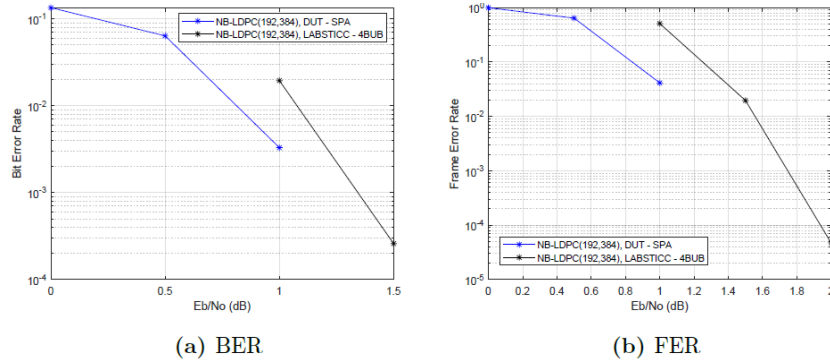 NB-LDPC(192,384), DUT - SPA
NB-LDPC(192,384), LABSTICC - 4BUB
10^-1
10^-2
10^-3
10^-4
Bit Error Rate
0
0.5
1
1.5
Eb/No (dB)
(a) BER
10^0
10^-1
10^-2
10^-3
10^-4
10^-5
Frame Error Rate
NB-LDPC(192,384), DUT - SPA
NB-LDPC(192,384), LABSTICC - 4BUB
0
0.2
0.4
0.6
0.8
1
1.2
1.4
1.6
1.8
Eb/No (dB)
(b) FER